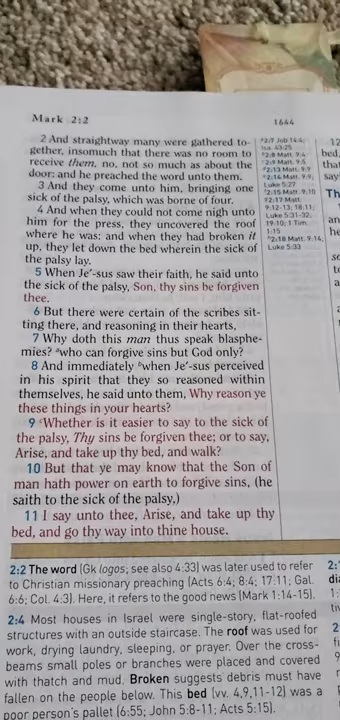 Mark 2:2
1644
2 And straightway many were gathered to-
gether, insomuch that there was no room to
receive them, no, not so much as about the
door: and he preached the word unto them.
3 And they come unto him, bringing one
sick of the palsy, which was borne of four.
4 And when they could not come nigh unto
him for the press, they uncovered the roof
where he was: and when they had broken it
up, they let down the bed wherein the sick of
the palsy lay.
5 When Je′-sus saw their faith, he said unto
the sick of the palsy, Son, thy sins be forgiven
thee.
6 But there were certain of the scribes sit-
ting there, and reasoning in their hearts,
7 Why doth this man thus speak blasphe-
mies? who can forgive sins but God only?
8 And immediately when Je′-sus perceived
in his spirit that they so reasoned within
themselves, he said unto them, Why reason ye
these things in your hearts?
9 Whether is it easier to say to the sick of
the palsy, Thy sins be forgiven thee; or to say,
Arise, and take up thy bed, and walk?
10 But that ye may know that the Son of
man hath power on earth to forgive sins, (he
saith to the sick of the palsy,)
11 I say unto thee, Arise, and take up thy
bed, and go thy way into thine house.
2:7 Job 14:4;
Isa. 43:25
2:8 Matt. 9:4
2:9 Matt. 9:5
2:13 Matt. 9:9
2:14 Matt. 9:9;
Luke 5:27
2:15 Matt. 9:10
2:17 Matt.
9:12-13; 18:11;
Luke 5:31-32;
19:10; 1 Tim.
1:15
2:18 Matt. 9:14;
Luke 5:33
12
bed,
that
say
Th
an
he
2:2 The word (Gk logos; see also 4:33) was later used to refer
to Christian missionary preaching (Acts 6:4; 8:4; 17:11; Gal.
6:6; Col. 4:3). Here, it refers to the good news (Mark 1:14-15).
2:4 Most houses in Israel were single-story, flat-roofed
structures with an outside staircase. The roof was used for
work, drying laundry, sleeping, or prayer. Over the cross-
beams small poles or branches were placed and covered
with thatch and mud. Broken suggests debris must have
fallen on the people below. This bed (vv. 4,9,11-12) was a
poor person's pallet (6:55; John 5:8-11; Acts 5:15).